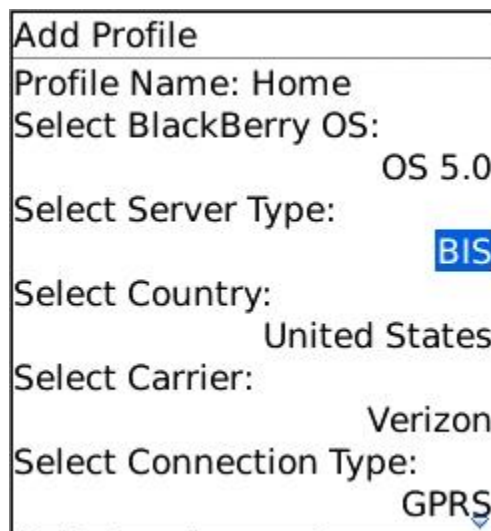 Add Profile
Profile Name: Home
Select BlackBerry OS:
OS 5.0
Select Server Type:
BIS
Select Country:
United States
Select Carrier:
Verizon
Select Connection Type:
GPRS